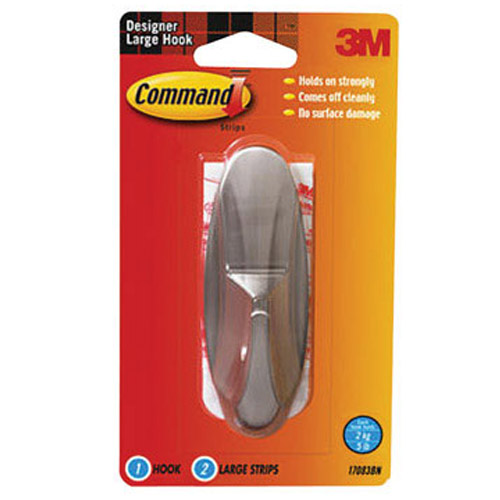 Designer
Large Hook
3M
Command
Strips
Holds on strongly
Comes off cleanly
No surface damage
2 kg
5 lb
1 HOOK 2 LARGE STRIPS
17083BN